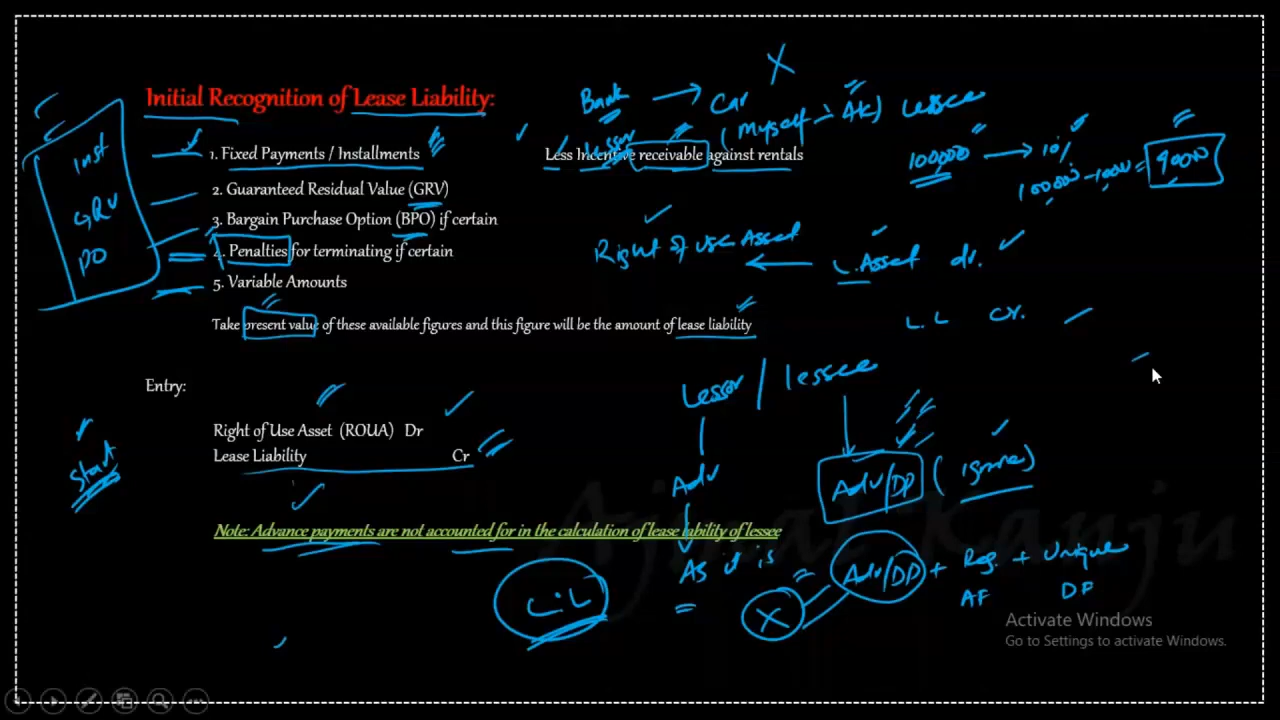 Initial Recognition of Lease Liability:
Bank → Car X
(Myself - AK) lessee
Lessor
1. Fixed Payments / Installments
Less Incentive receivable against rentals
100000 → 10%
2. Guaranteed Residual Value (GRV)
3. Bargain Purchase Option (BPO) if certain
4. Penalties for terminating if certain
5. Variable Amounts
Inst
GRV
PO
Right of Use Asset
L.Asset dr.
L.L Cr.
Take present value of these available figures and this figure will be the amount of lease liability
Lessor / lessee
Entry:
Right of Use Asset (ROUA) Dr
Lease Liability Cr
Start
Adv
Adv/DP (ignore)
Note: Advance payments are not accounted for in the calculation of lease liability of lessee
Ajmal Kanju
As it is
L.L
X = Adv/DP + Reg. + Unique
AF DF
Activate Windows
Go to Settings to activate Windows.